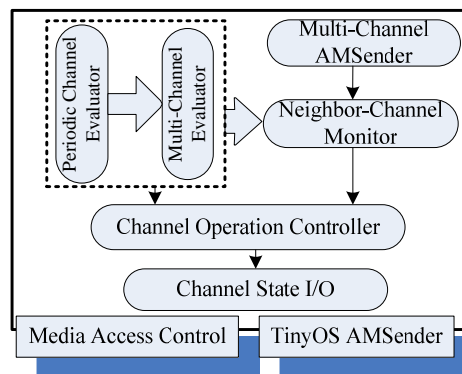 Periodic Channel
Evaluator
Multi-Channel
Evaluator
Multi-Channel
AMSender
Neighbor-Channel
Monitor
Channel Operation Controller
Channel State I/O
Media Access Control
TinyOS AMSender